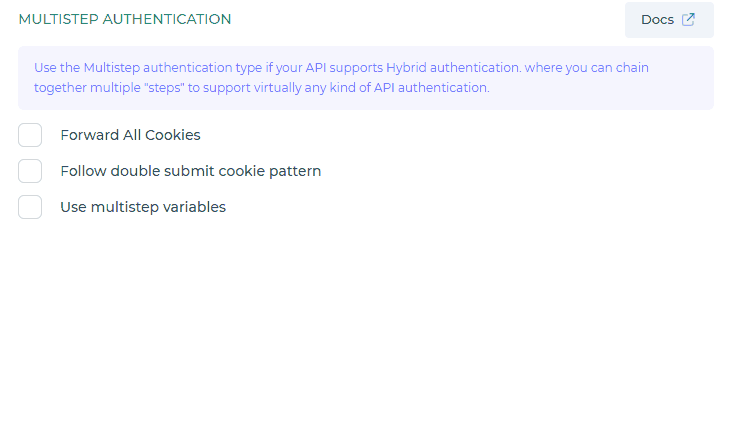 MULTISTEP AUTHENTICATION
Docs
Use the Multistep authentication type if your API supports Hybrid authentication. where you can chain
together multiple "steps" to support virtually any kind of API authentication.
Forward All Cookies
Follow double submit cookie pattern
Use multistep variables